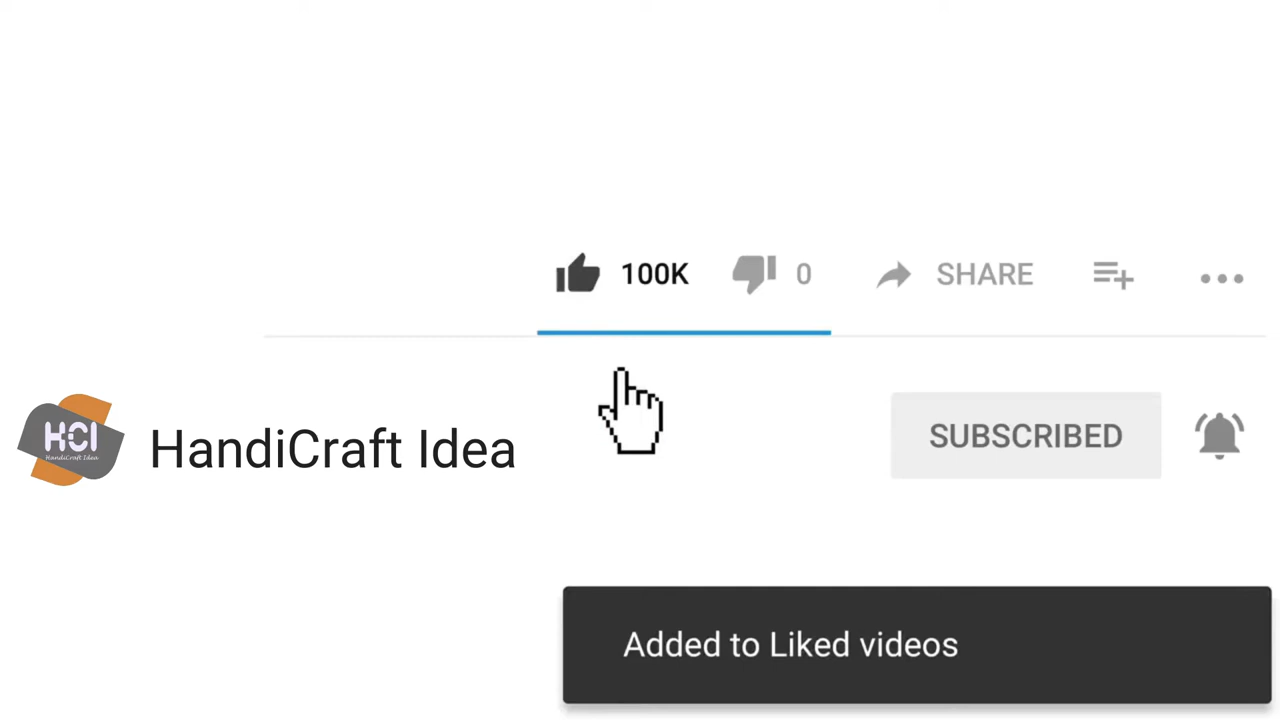 100K 0 SHARE
HCI
HandiCraft Idea
HandiCraft Idea
SUBSCRIBED
Added to Liked videos